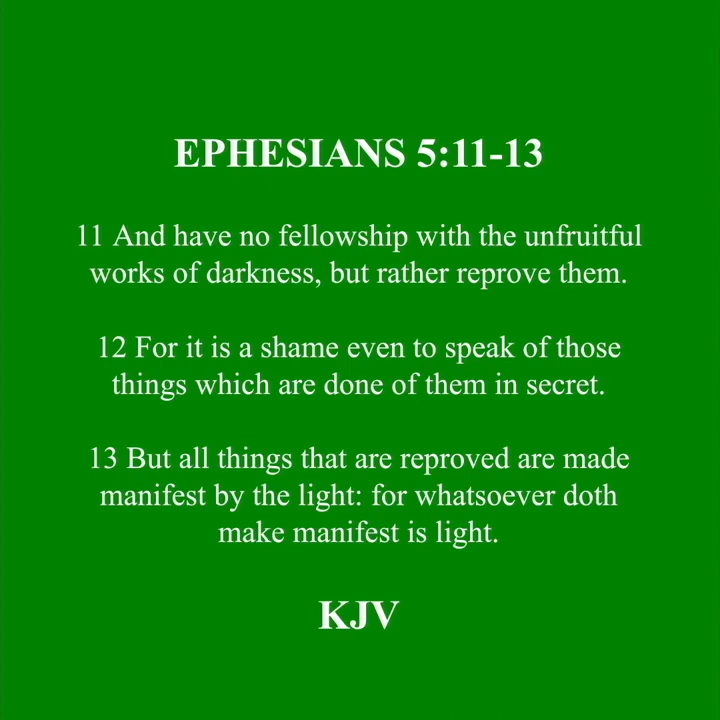 EPHESIANS 5:11-13
11 And have no fellowship with the unfruitful
works of darkness, but rather reprove them.
12 For it is a shame even to speak of those
things which are done of them in secret.
13 But all things that are reproved are made
manifest by the light: for whatsoever doth
make manifest is light.
KJV